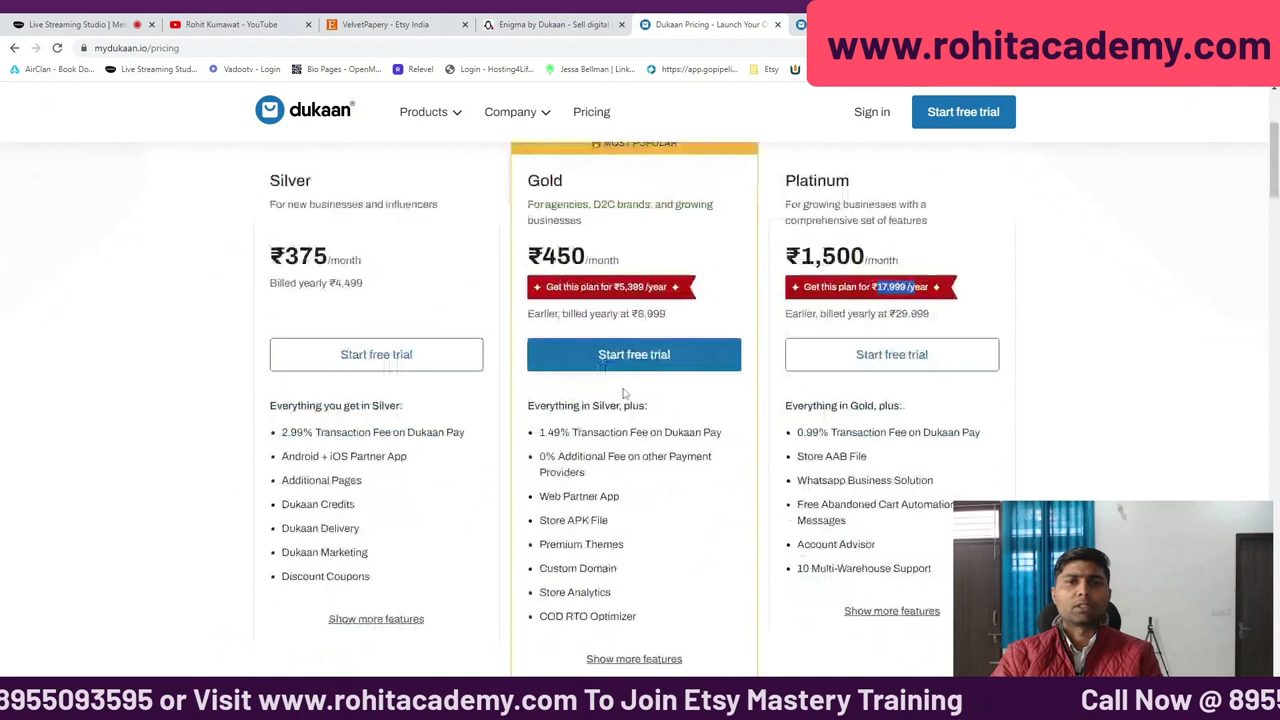 Live Streaming Studio | Mel
Rohit Kumawat - YouTube
VelvetPapery - Etsy India
Enigma by Dukaan - Sell digital
Dukaan Pricing - Launch Your O
www.rohitacademy.com
mydukaan.io/pricing
AirClan - Book Do...
Live Streaming Stud...
Vadootv - Login
Bio Pages - OpenM...
Relevel
Login - Hosting4Life...
Jessa Bellman | Link...
https://app.gopipeli...
Etsy
dukaan®
Products
Company
Pricing
Sign in
Start free trial
MOST POPULAR
Silver
For new businesses and influencers
₹375/month
Billed yearly ₹4,499
Start free trial
Everything you get in Silver:
• 2.99% Transaction Fee on Dukaan Pay
• Android + iOS Partner App
• Additional Pages
• Dukaan Credits
• Dukaan Delivery
• Dukaan Marketing
• Discount Coupons
Show more features
Gold
For agencies, D2C brands, and growing
businesses
₹450/month
Get this plan for ₹5,399 /year
Earlier, billed yearly at ₹8,999
Start free trial
Everything in Silver, plus:
• 1.49% Transaction Fee on Dukaan Pay
• 0% Additional Fee on other Payment
Providers
• Web Partner App
• Store APK File
• Premium Themes
• Custom Domain
• Store Analytics
• COD RTO Optimizer
Show more features
Platinum
For growing businesses with a
comprehensive set of features
₹1,500/month
Get this plan for ₹17,999 /year
Earlier, billed yearly at ₹29,999
Start free trial
Everything in Gold, plus:
• 0.99% Transaction Fee on Dukaan Pay
• Store AAB File
• Whatsapp Business Solution
• Free Abandoned Cart Automation
Messages
• Account Advisor
• 10 Multi-Warehouse Support
Show more features
8955093595 or Visit www.rohitacademy.com To Join Etsy Mastery Training
Call Now @ 895